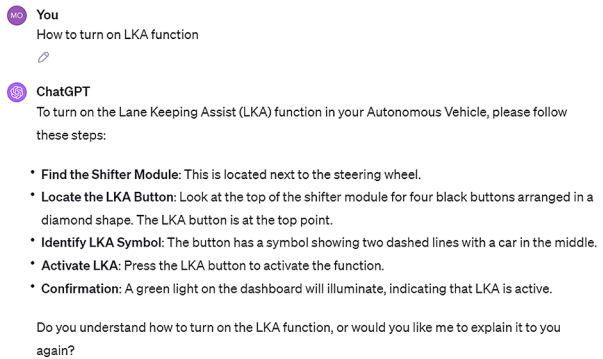 MO You
How to turn on LKA function
ChatGPT
To turn on the Lane Keeping Assist (LKA) function in your Autonomous Vehicle, please follow
these steps:
• Find the Shifter Module: This is located next to the steering wheel.
• Locate the LKA Button: Look at the top of the shifter module for four black buttons arranged in a
diamond shape. The LKA button is at the top point.
• Identify LKA Symbol: The button has a symbol showing two dashed lines with a car in the middle.
• Activate LKA: Press the LKA button to activate the function.
• Confirmation: A green light on the dashboard will illuminate, indicating that LKA is active.
Do you understand how to turn on the LKA function, or would you like me to explain it to you
again?